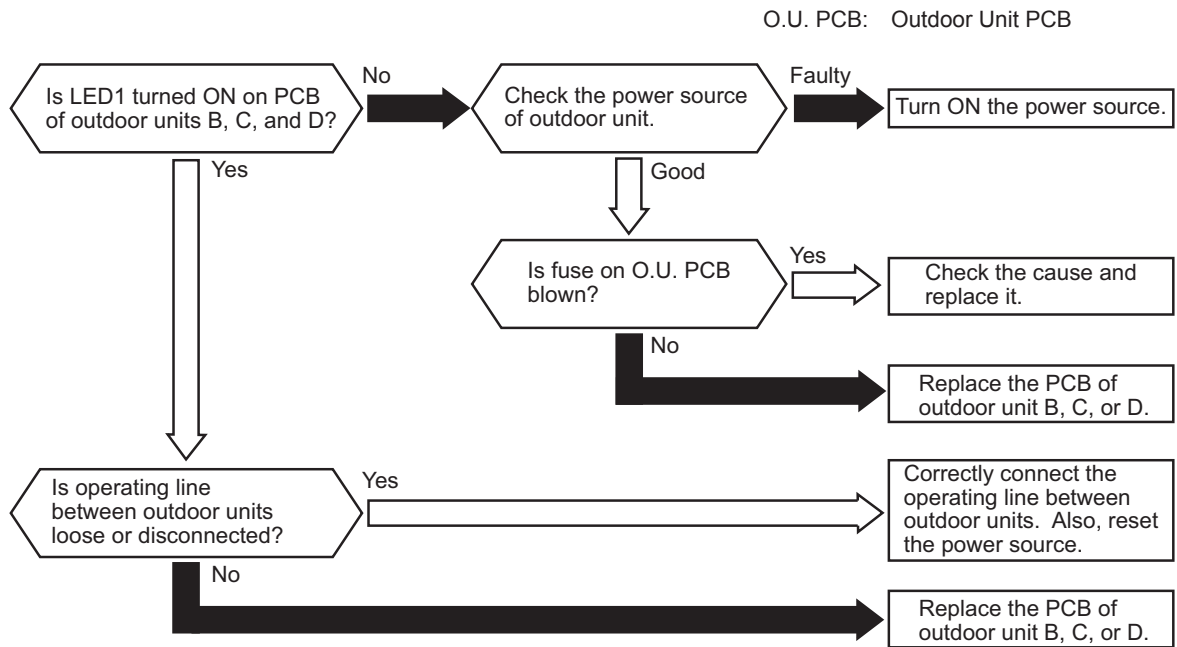 O.U. PCB: Outdoor Unit PCB
Is LED1 turned ON on PCB
of outdoor units B, C, and D?
No
Check the power source
of outdoor unit.
Faulty
Turn ON the power source.
Yes
Good
Is fuse on O.U. PCB
blown?
Yes
Check the cause and
replace it.
No
Replace the PCB of
outdoor unit B, C, or D.
Is operating line
between outdoor units
loose or disconnected?
Yes
Correctly connect the
operating line between
outdoor units. Also, reset
the power source.
No
Replace the PCB of
outdoor unit B, C, or D.